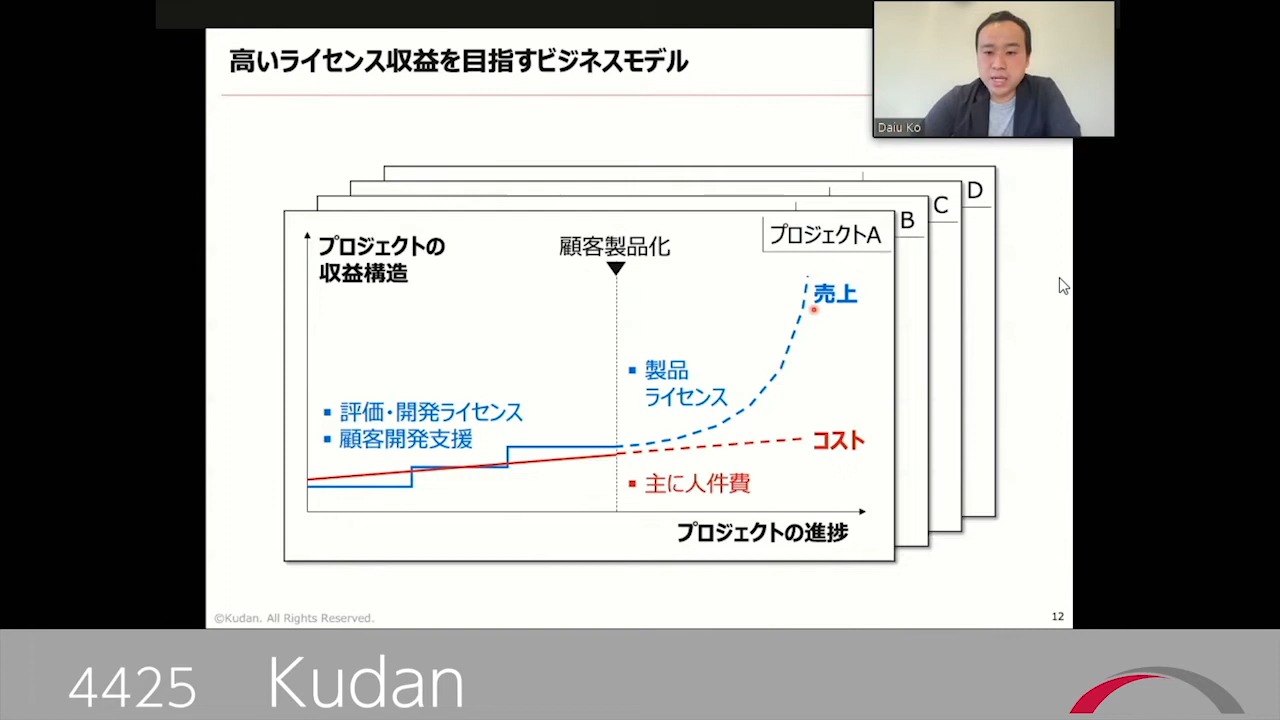 高いライセンス収益を目指すビジネスモデル
Daiu Ko
D
C
B
プロジェクトA
プロジェクトの
収益構造
顧客製品化
売上
▪ 製品
ライセンス
▪ 評価・開発ライセンス
▪ 顧客開発支援
コスト
▪ 主に人件費
プロジェクトの進捗
©Kudan. All Rights Reserved.
12
4425 Kudan